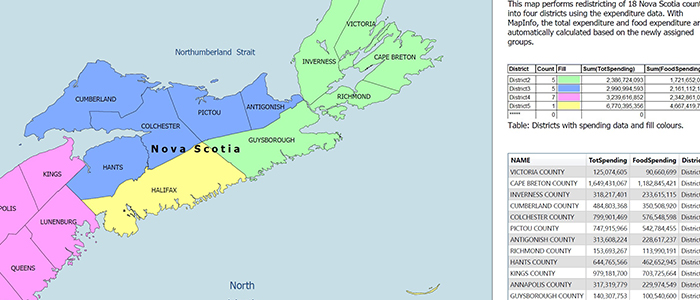 VICTORIA
Northumberland Strait
INVERNESS
CAPE BRETON
CUMBERLAND
RICHMOND
ANTIGONISH
PICTOU
COLCHESTER
GUYSBOROUGH
Nova Scotia
HANTS
KINGS
HALIFAX
POLIS
LUNENBURG
QUEENS
North
This map performs redistricting of 18 Nova Scotia coun
into four districts using the expenditure data. With
MapInfo, the total expenditure and food expenditure ar
automatically calculated based on the newly assigned
groups.
District Count Fill Sum(TotSpending) Sum(FoodSpending
District2 5 2,386,724,093 1,721,652,0
District3 5 2,990,994,593 2,161,112,1
District4 7 3,239,616,852 2,342,861,0
District5 1 6,770,395,356 4,667,419,7
***** 0 0
Table: Districts with spending data and fill colours.
NAME TotSpending FoodSpending Distric
VICTORIA COUNTY 125,074,605 90,660,699 Distric
CAPE BRETON COUNTY 1,649,431,067 1,182,845,421 Distric
INVERNESS COUNTY 318,217,401 233,615,115 Distric
CUMBERLAND COUNTY 484,803,368 350,508,920 Distric
COLCHESTER COUNTY 799,901,469 576,548,598 Distric
PICTOU COUNTY 747,915,966 542,784,455 Distric
ANTIGONISH COUNTY 313,608,224 228,617,237 Distric
RICHMOND COUNTY 153,693,267 113,990,191 Distric
HANTS COUNTY 644,765,566 462,652,945 Distric
KINGS COUNTY 979,181,700 703,725,664 Distric
ANNAPOLIS COUNTY 317,319,779 229,974,549 Distric
GUYSBOROUGH COUNTY 140,307,753 100,540,600 Distric